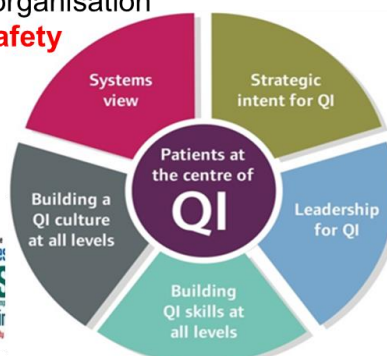 organisation
afety
Systems
view
Strategic
intent for QI
Patients at
the centre of
QI
Building a
QI culture
at all levels
Leadership
for QI
Building
QI skills at
all levels